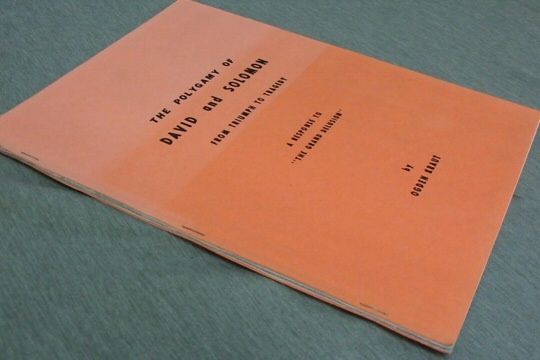 THE POLYGAMY OF
DAVID and SOLOMON
FROM TRIUMPH TO TRAGEDY
A RESPONSE TO
"THE GRAND DELUSION"
by
OGDEN KRAUT